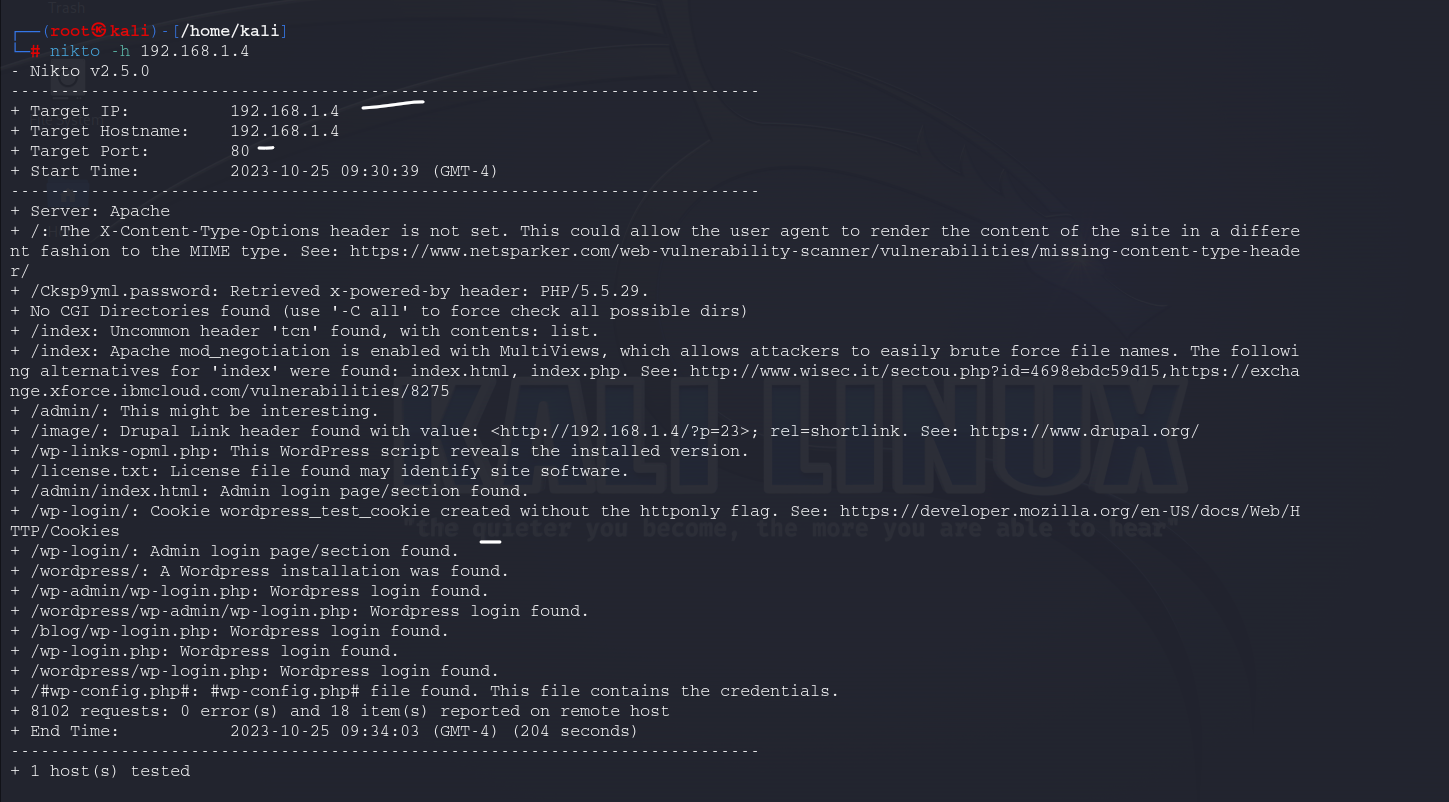 Trash
┌──(root㉿kali)-[/home/kali]
└─# nikto -h 192.168.1.4
- Nikto v2.5.0
---------------------------------------------------------------------------
+ Target IP:          192.168.1.4
+ Target Hostname:    192.168.1.4
+ Target Port:        80
+ Start Time:         2023-10-25 09:30:39 (GMT-4)
---------------------------------------------------------------------------
+ Server: Apache
+ /: The X-Content-Type-Options header is not set. This could allow the user agent to render the content of the site in a differe
nt fashion to the MIME type. See: https://www.netsparker.com/web-vulnerability-scanner/vulnerabilities/missing-content-type-heade
r/
+ /Cksp9yml.password: Retrieved x-powered-by header: PHP/5.5.29.
+ No CGI Directories found (use '-C all' to force check all possible dirs)
+ /index: Uncommon header 'tcn' found, with contents: list.
+ /index: Apache mod_negotiation is enabled with MultiViews, which allows attackers to easily brute force file names. The followi
ng alternatives for 'index' were found: index.html, index.php. See: http://www.wisec.it/sectou.php?id=4698ebdc59d15,https://excha
nge.xforce.ibmcloud.com/vulnerabilities/8275
+ /admin/: This might be interesting.
+ /image/: Drupal Link header found with value: <http://192.168.1.4/?p=23>; rel=shortlink. See: https://www.drupal.org/
+ /wp-links-opml.php: This WordPress script reveals the installed version.
+ /license.txt: License file found may identify site software.
KALI LINUX
+ /admin/index.html: Admin login page/section found.
+ /wp-login/: Cookie wordpress_test_cookie created without the httponly flag. See: https://developer.mozilla.org/en-US/docs/Web/H
TTP/Cookies
"the quieter you become, the more you are able to hear"
+ /wp-login/: Admin login page/section found.
+ /wordpress/: A Wordpress installation was found.
+ /wp-admin/wp-login.php: Wordpress login found.
+ /wordpress/wp-admin/wp-login.php: Wordpress login found.
+ /blog/wp-login.php: Wordpress login found.
+ /wp-login.php: Wordpress login found.
+ /wordpress/wp-login.php: Wordpress login found.
+ /#wp-config.php#: #wp-config.php# file found. This file contains the credentials.
+ 8102 requests: 0 error(s) and 18 item(s) reported on remote host
+ End Time:           2023-10-25 09:34:03 (GMT-4) (204 seconds)
---------------------------------------------------------------------------
+ 1 host(s) tested